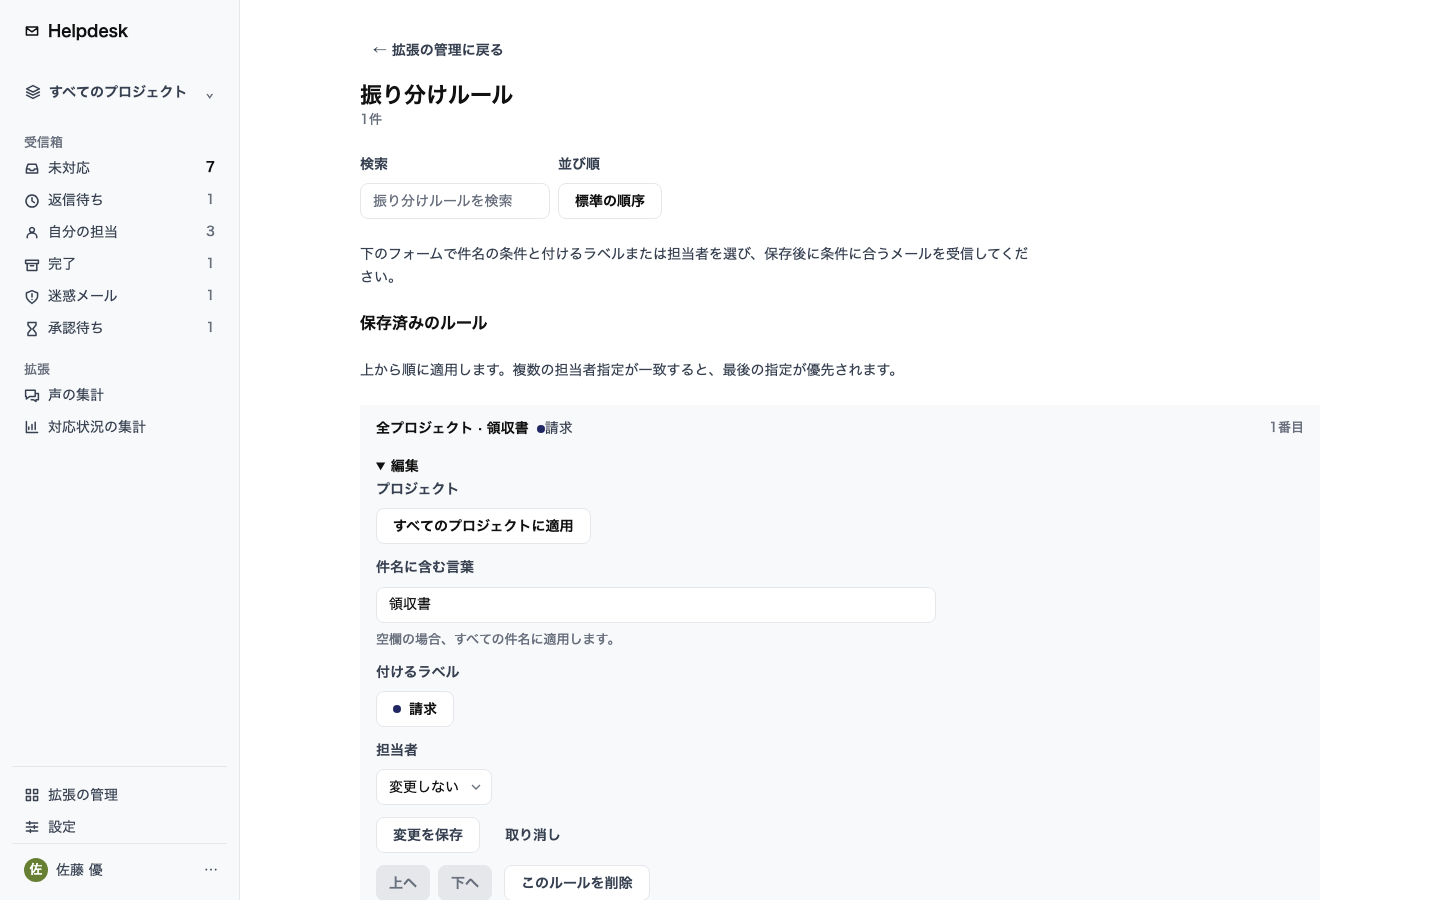 Helpdesk
すべてのプロジェクト
受信箱
未対応 7
返信待ち 1
自分の担当 3
完了 1
迷惑メール 1
承認待ち 1
拡張
声の集計
対応状況の集計
拡張の管理
設定
佐 佐藤 優 …
← 拡張の管理に戻る
振り分けルール
1件
検索 並び順
振り分けルールを検索 標準の順序
下のフォームで件名の条件と付けるラベルまたは担当者を選び、保存後に条件に合うメールを受信してくだ
さい。
保存済みのルール
上から順に適用します。複数の担当者指定が一致すると、最後の指定が優先されます。
全プロジェクト · 領収書 ●請求 1番目
▼ 編集
プロジェクト
すべてのプロジェクトに適用
件名に含む言葉
領収書
空欄の場合、すべての件名に適用します。
付けるラベル
● 請求
担当者
変更しない
変更を保存 取り消し
上へ 下へ このルールを削除